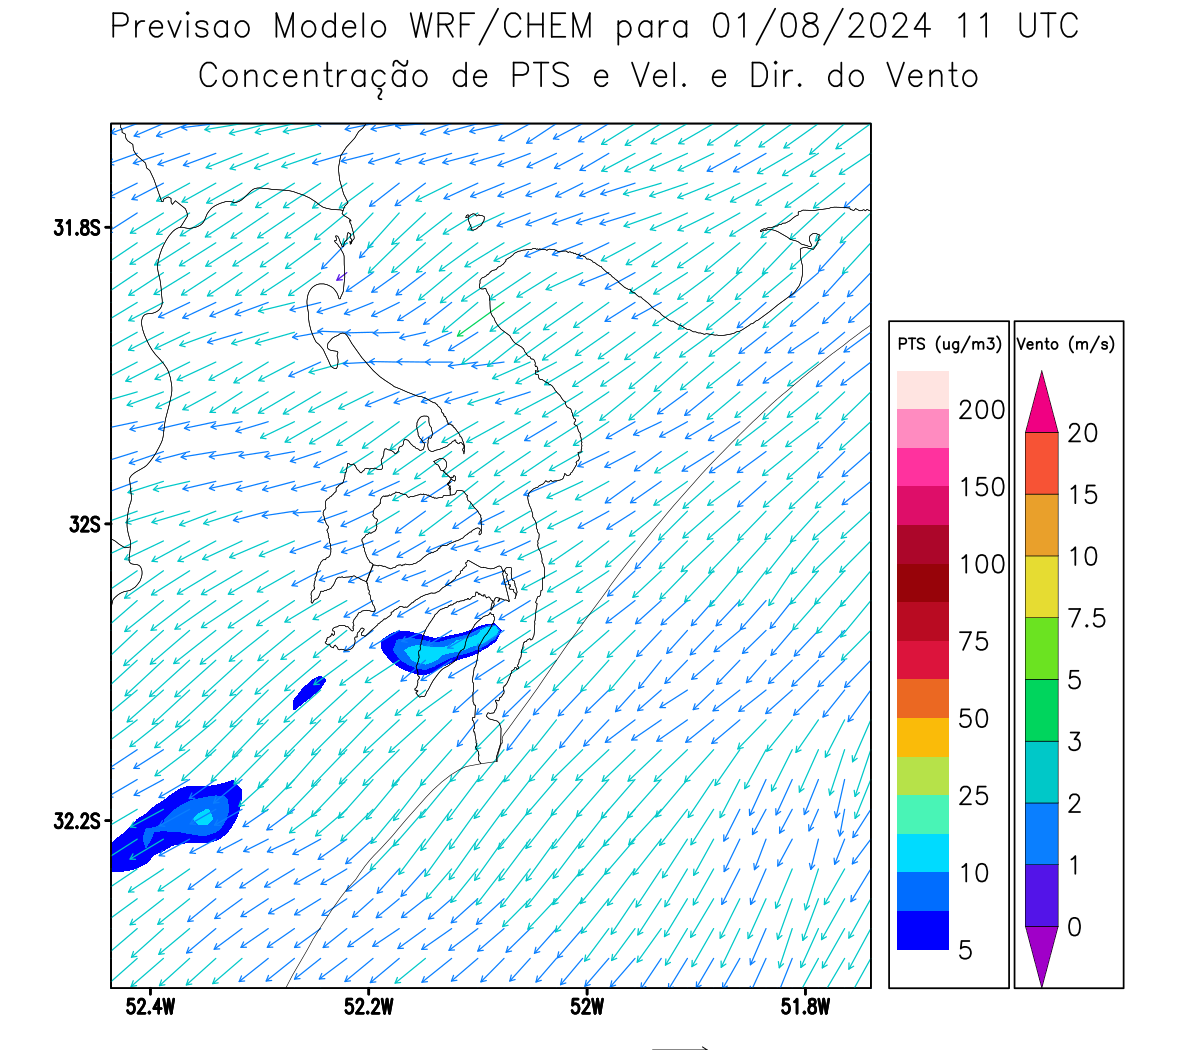 Previsao Modelo WRF/CHEM para 01/08/2024 11 UTC
Concentração de PTS e Vel. e Dir. do Vento
31.8S
32S
32.2S
52.4W 52.2W 52W 51.8W
PTS (ug/m3)
200
150
100
75
50
25
10
5
Vento (m/s)
20
15
10
7.5
5
3
2
1
0